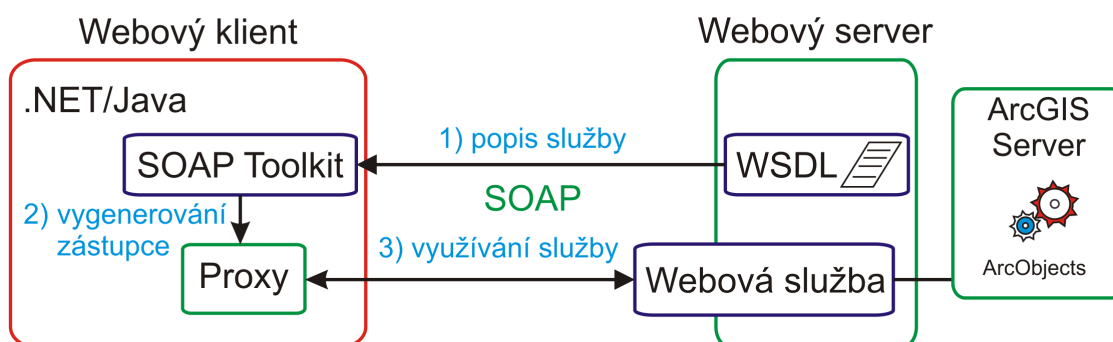 Webový klient
Webový server
.NET/Java
ArcGIS
Server
1) popis služby
SOAP Toolkit
WSDL
SOAP
2) vygenerování
zástupce
3) využívání služby
Proxy
Webová služba
ArcObjects